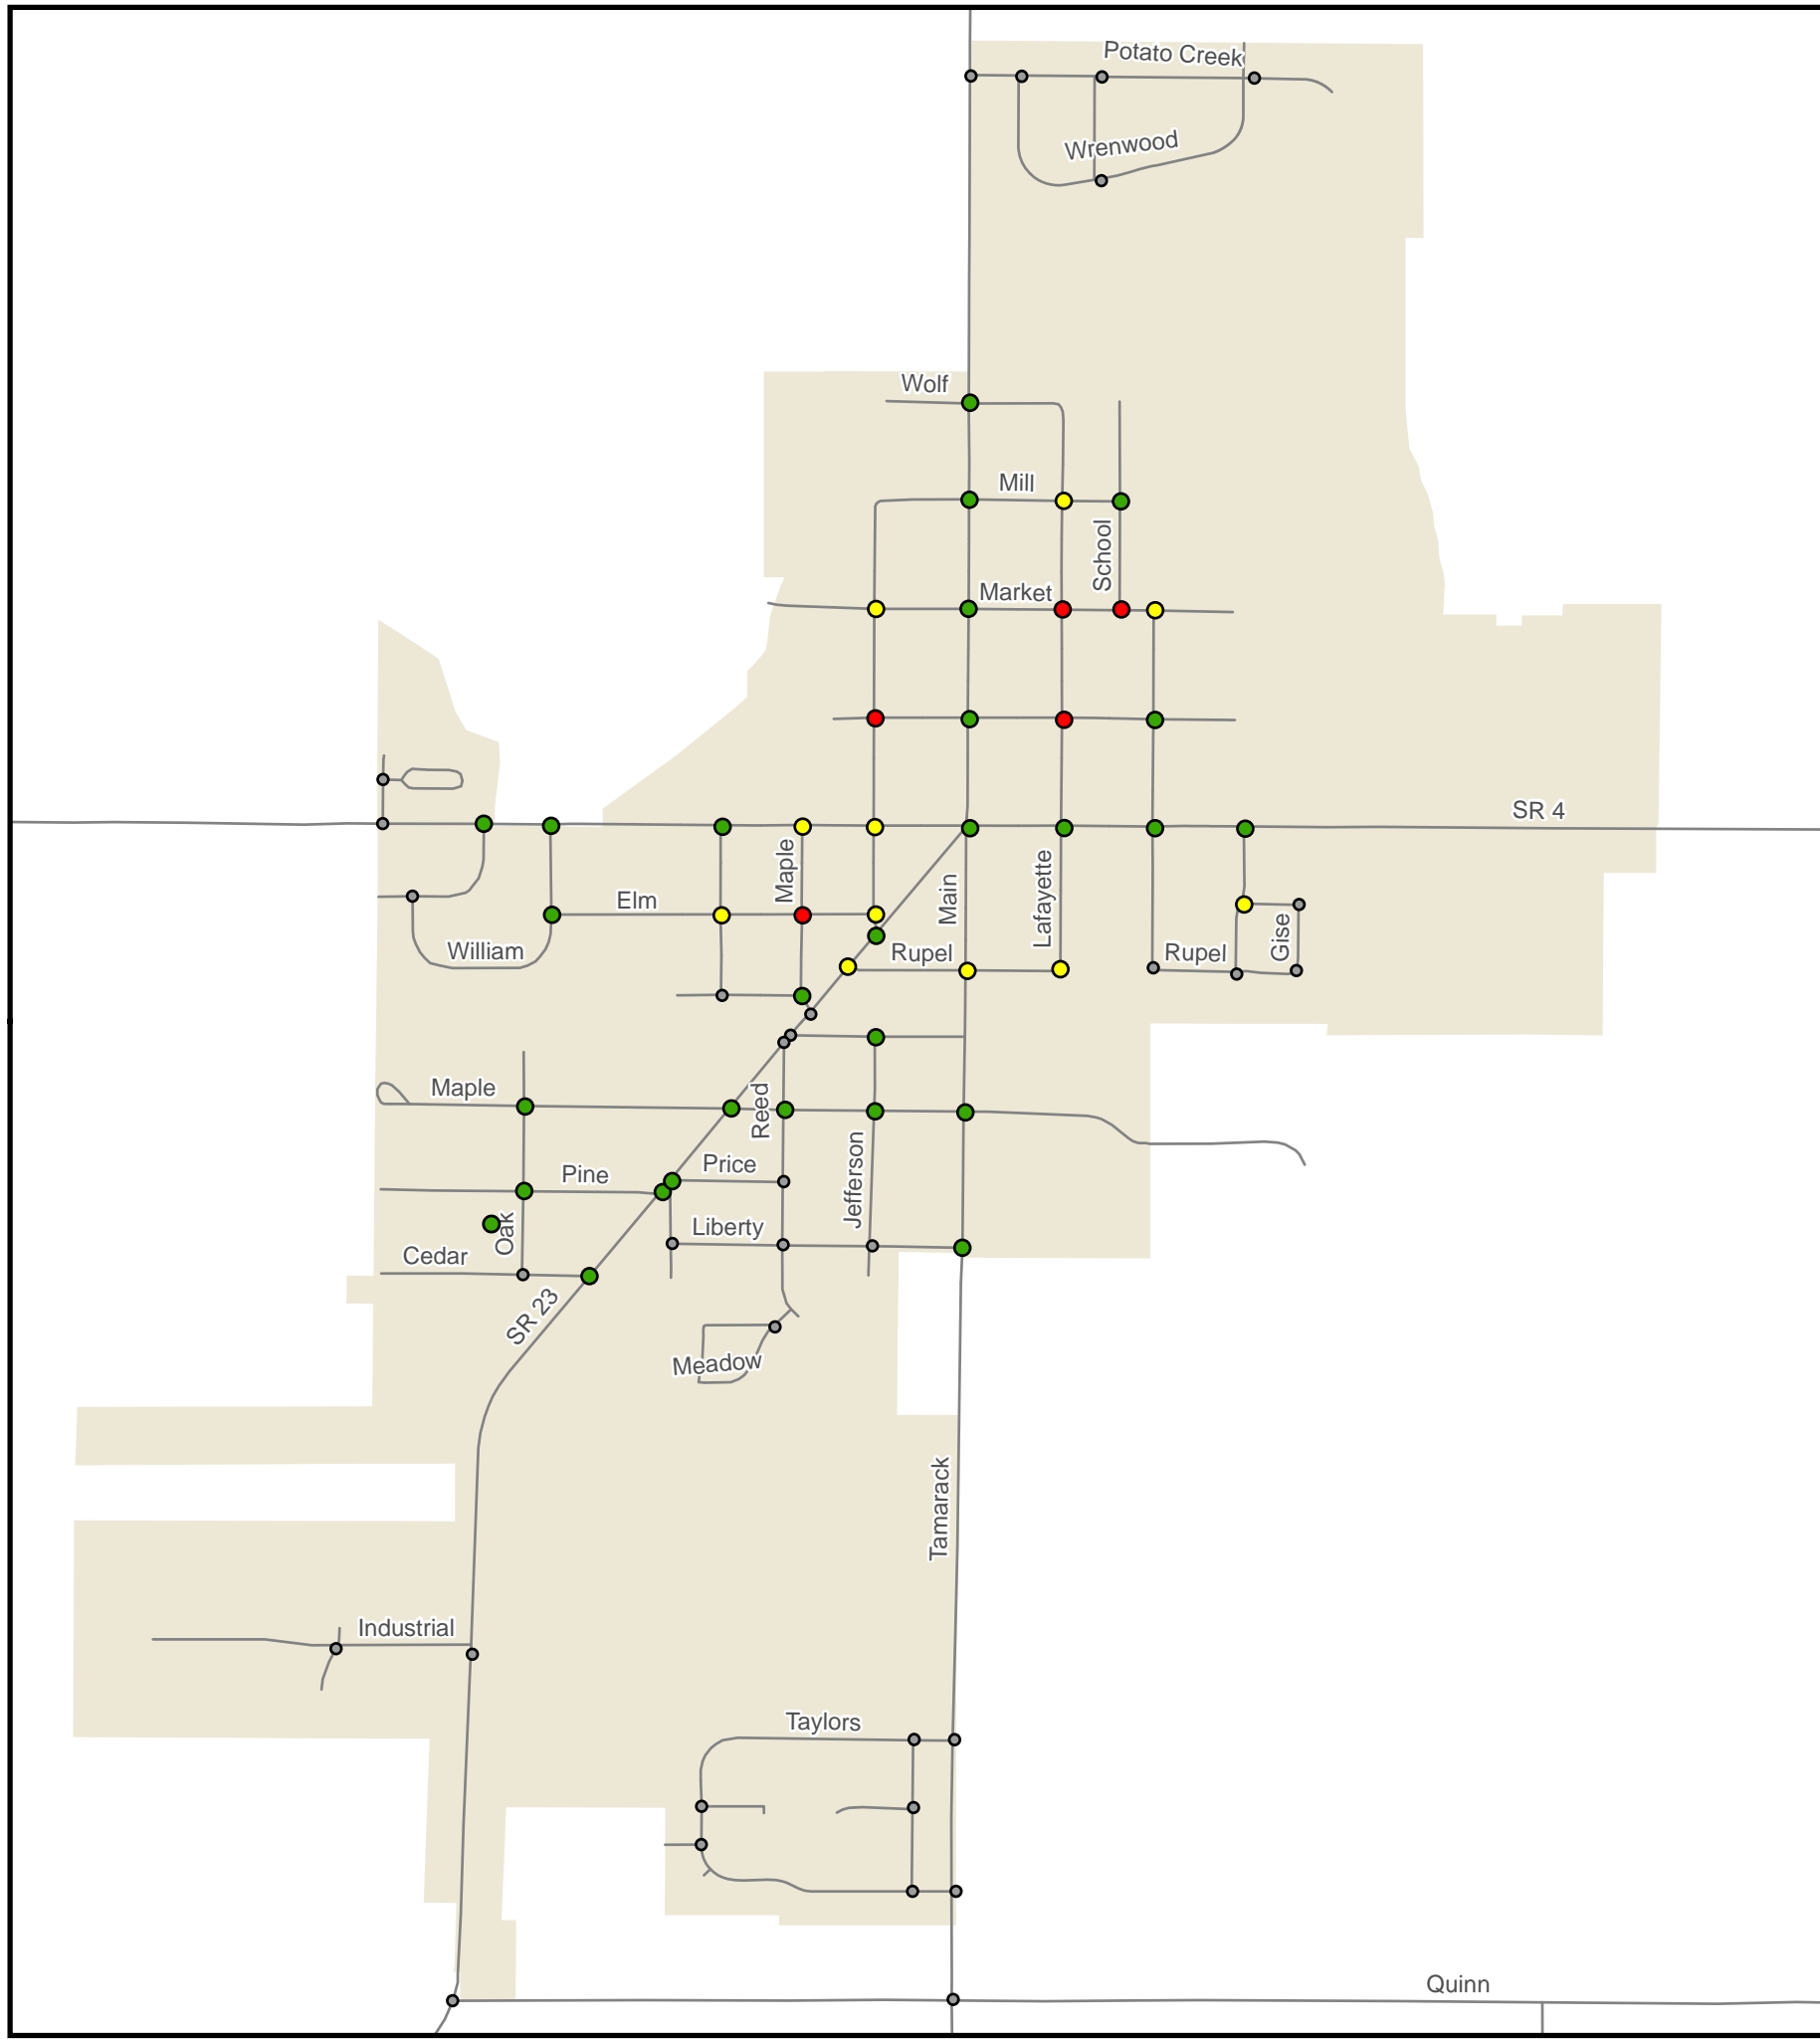 Potato Creek
Wrenwood
Wolf
Mill
School
Market
SR 4
Maple
Lafayette
Main
Elm
Gise
William
Rupel
Rupel
Maple
Reed
Price
Pine
Jefferson
Liberty
Oak
Cedar
SR 23
Meadow
Tamarack
Industrial
Taylors
Quinn